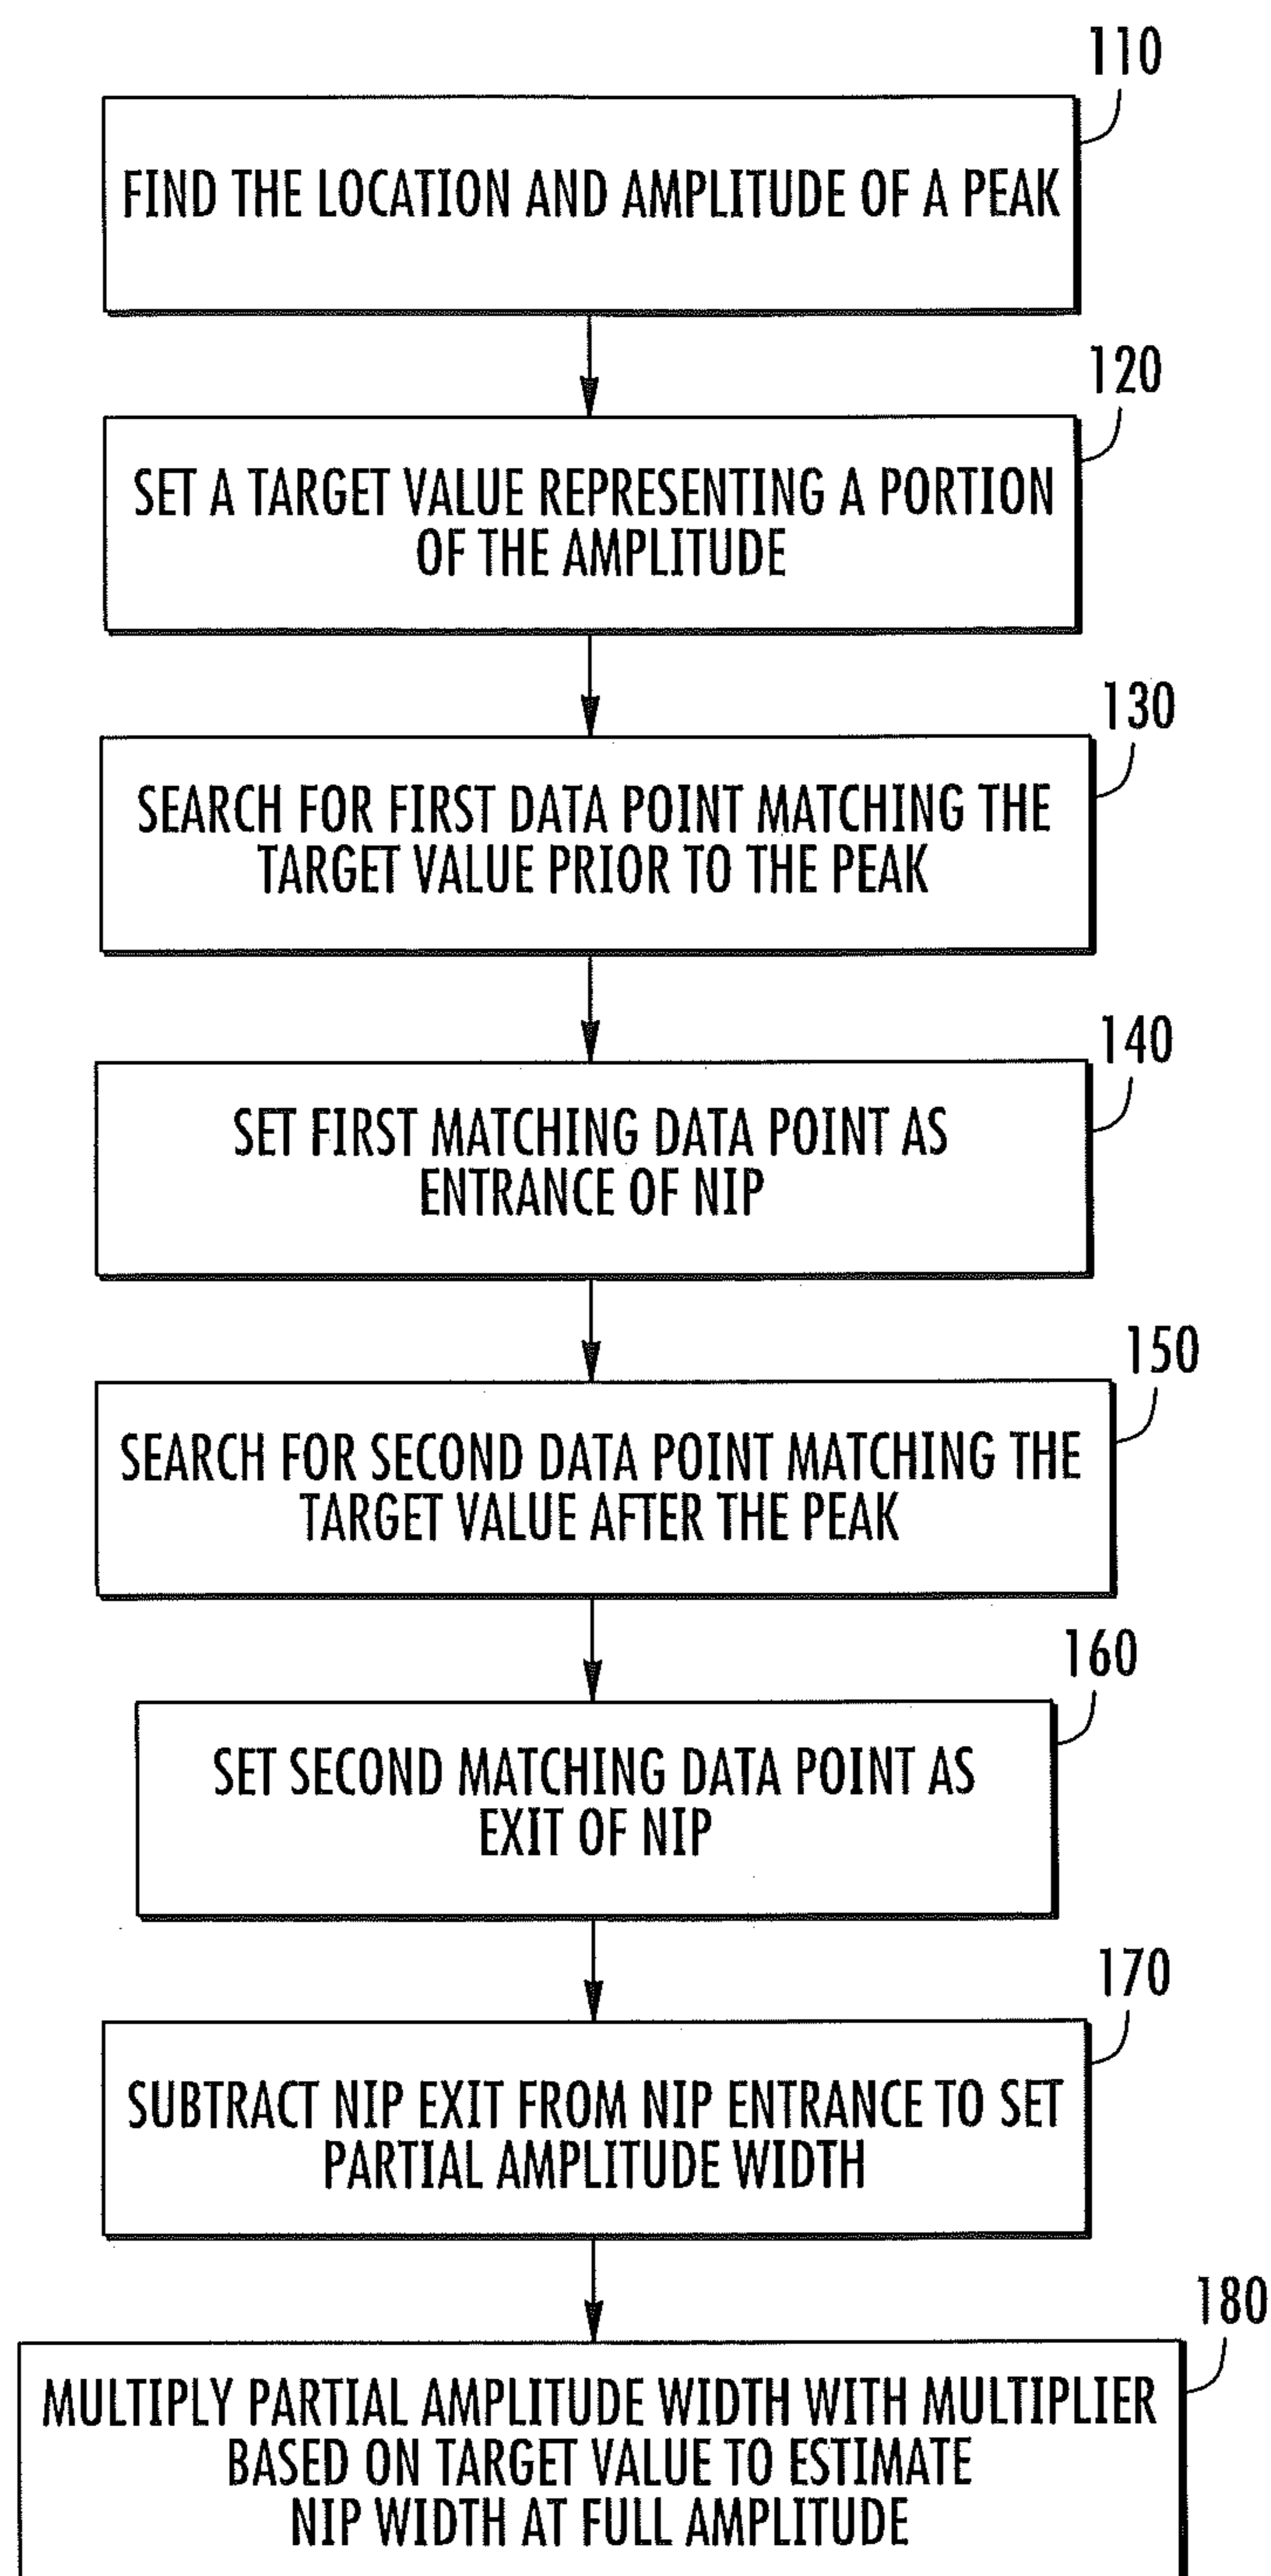 110
FIND THE LOCATION AND AMPLITUDE OF A PEAK
120
SET A TARGET VALUE REPRESENTING A PORTION
OF THE AMPLITUDE
130
SEARCH FOR FIRST DATA POINT MATCHING THE
TARGET VALUE PRIOR TO THE PEAK
140
SET FIRST MATCHING DATA POINT AS
ENTRANCE OF NIP
150
SEARCH FOR SECOND DATA POINT MATCHING THE
TARGET VALUE AFTER THE PEAK
160
SET SECOND MATCHING DATA POINT AS
EXIT OF NIP
170
SUBTRACT NIP EXIT FROM NIP ENTRANCE TO SET
PARTIAL AMPLITUDE WIDTH
180
MULTIPLY PARTIAL AMPLITUDE WIDTH WITH MULTIPLIER
BASED ON TARGET VALUE TO ESTIMATE
NIP WIDTH AT FULL AMPLITUDE